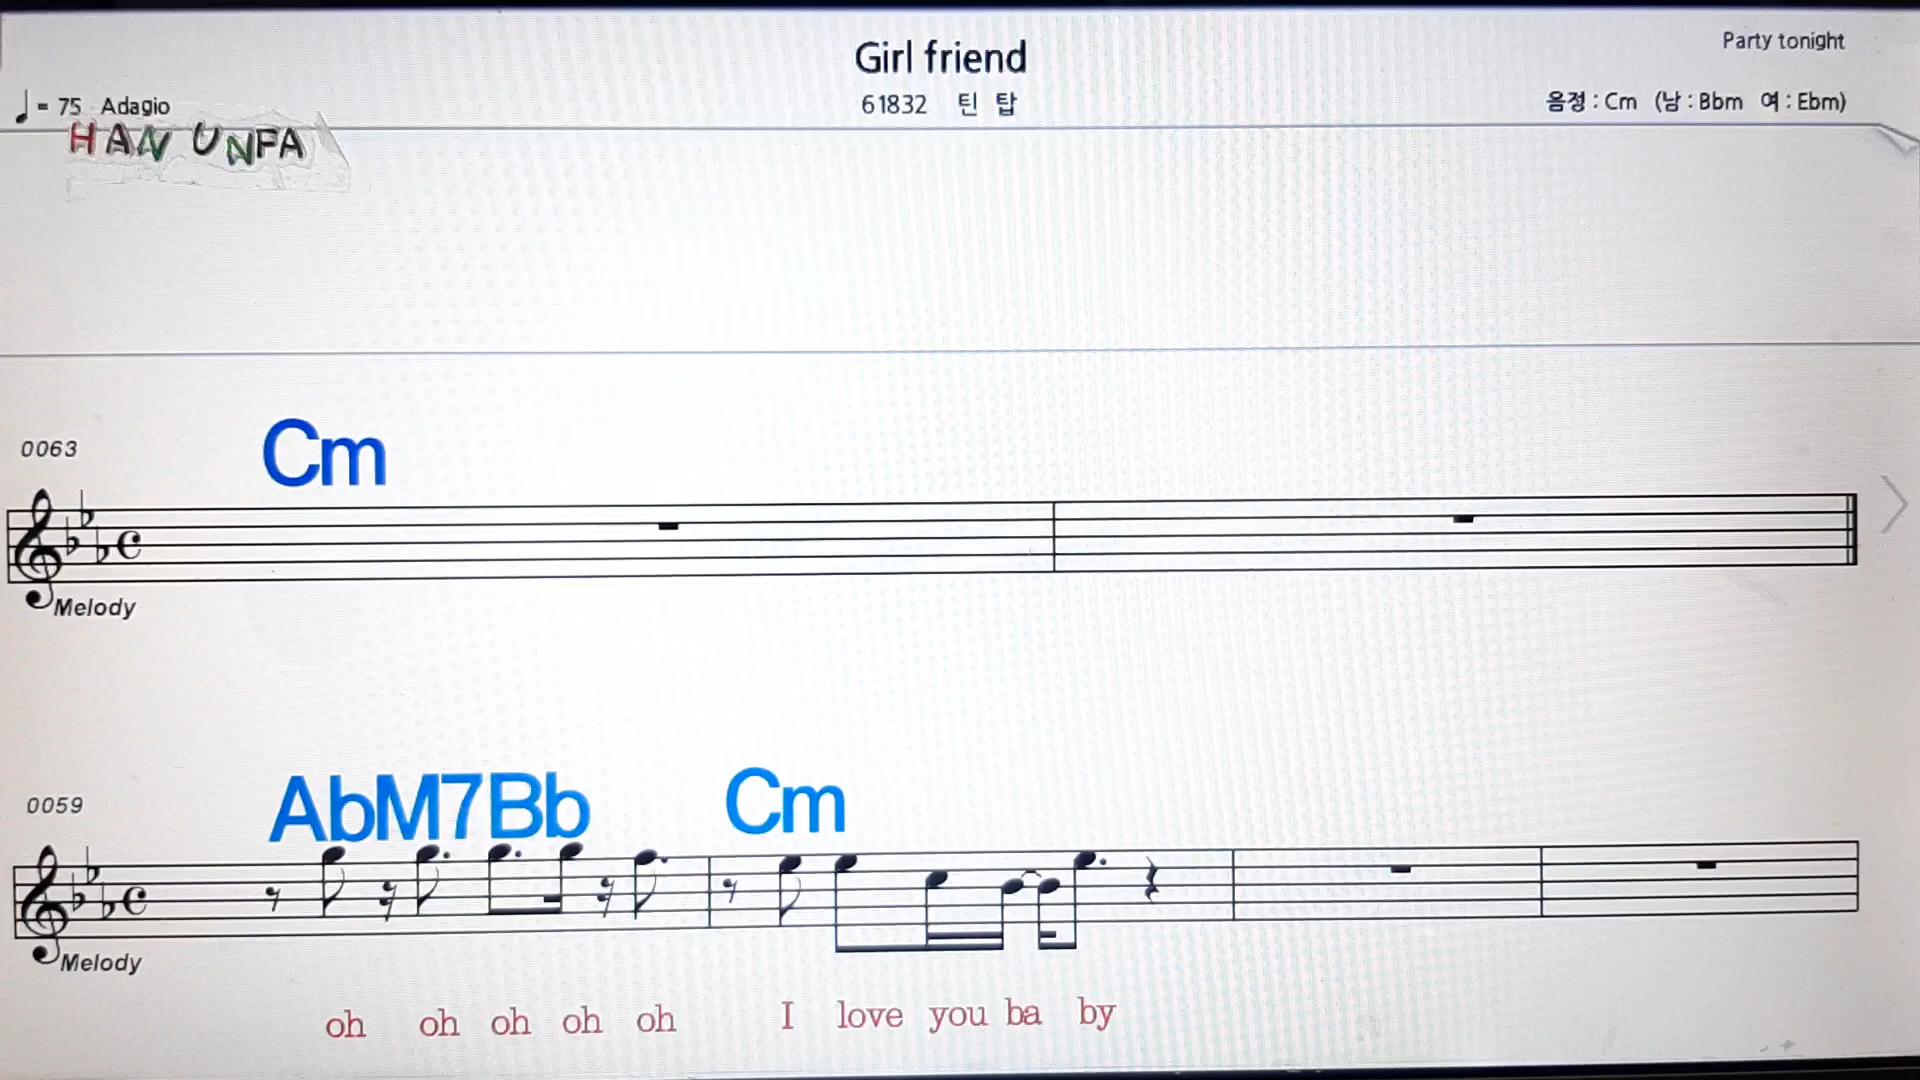 Party tonight
Girl friend
♩ = 75 Adagio
61832 틴 탑
음정 : Cm (남 : Bbm 여 : Ebm)
HAN UNPA
0063
Cm
Melody
0059
AbM7Bb Cm
Melody
oh oh oh oh oh I love you ba by